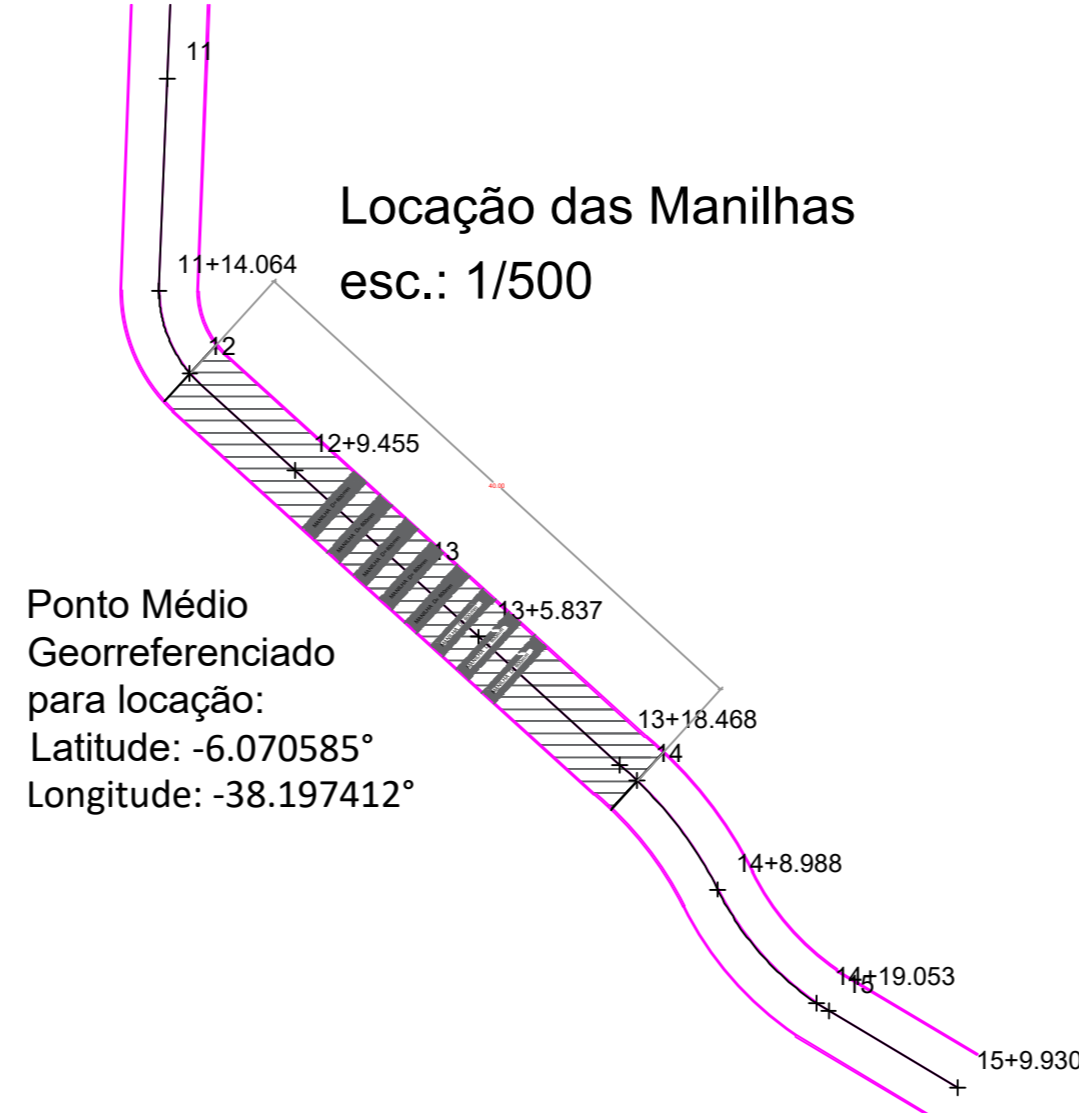 11
Locação das Manilhas
11+14.064
esc.: 1/500
12
12+9.455
40.00
13
Ponto Médio
13+5.837
Georreferenciado
para locação:
13+18.468
Latitude: -6.070585°
14
Longitude: -38.197412°
14+8.988
14+19.053
15
15+9.930